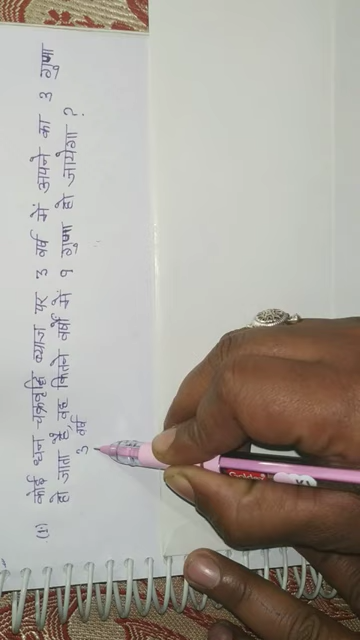 (1) कोई धन चक्रवृद्धि ब्याज पर 3 वर्ष में अपने का 3 गुणा
हो जाता है, वह कितने वर्षो में 9 गुणा हो जायेगा ?
3 वर्ष